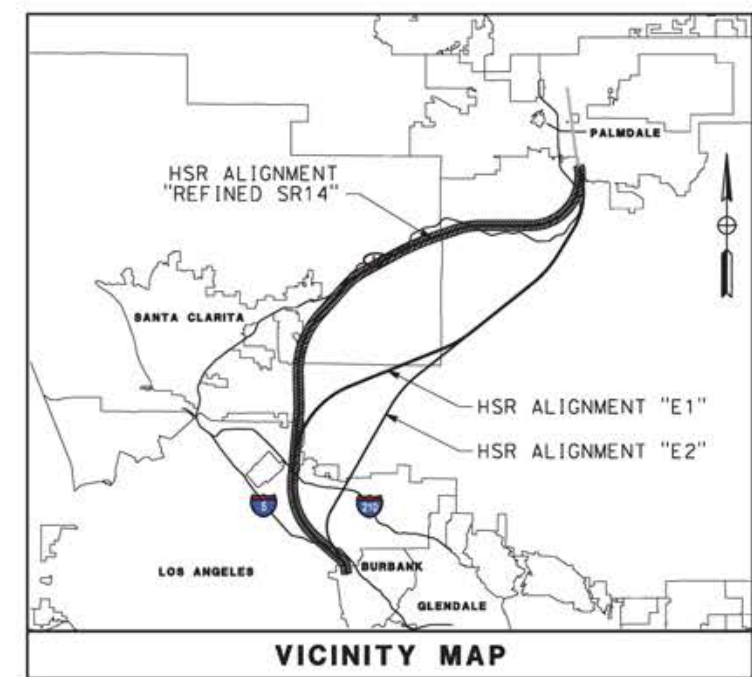 PALMDALE
HSR ALIGNMENT
"REFINED SR14"
SANTA CLARITA
HSR ALIGNMENT "E1"
HSR ALIGNMENT "E2"
5
210
LOS ANGELES
BURBANK
GLENDALE
VICINITY MAP